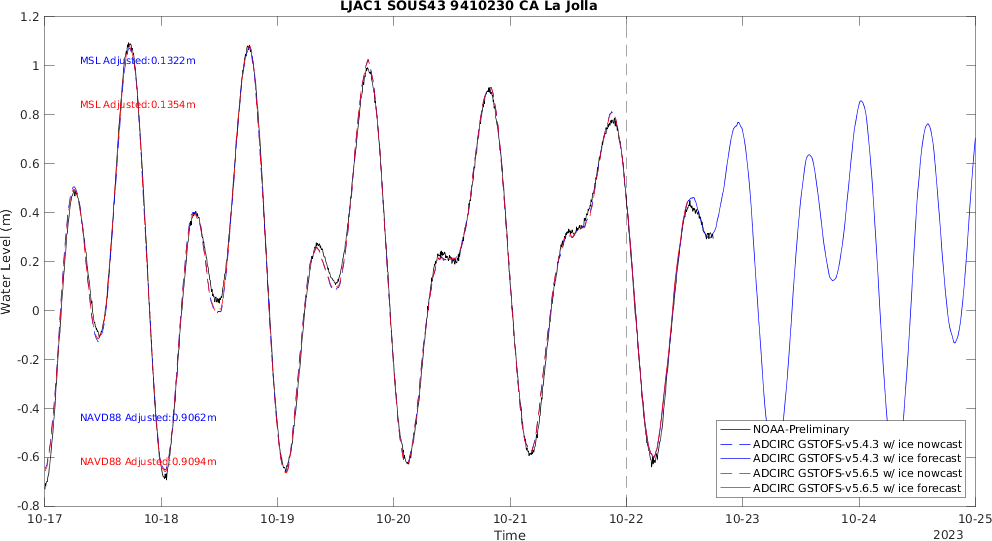 LJAC1 SOUS43 9410230 CA La Jolla
1.2
1
0.8
0.6
0.4
0.2
0
-0.2
-0.4
-0.6
-0.8
Water Level (m)
MSL Adjusted:0.1322m
MSL Adjusted:0.1354m
NAVD88 Adjusted:0.9062m
NAVD88 Adjusted:0.9094m
NOAA-Preliminary
ADCIRC GSTOFS-v5.4.3 w/ ice nowcast
ADCIRC GSTOFS-v5.4.3 w/ ice forecast
ADCIRC GSTOFS-v5.6.5 w/ ice nowcast
ADCIRC GSTOFS-v5.6.5 w/ ice forecast
10-17 10-18 10-19 10-20 10-21 10-22 10-23 10-24 10-25
Time
2023